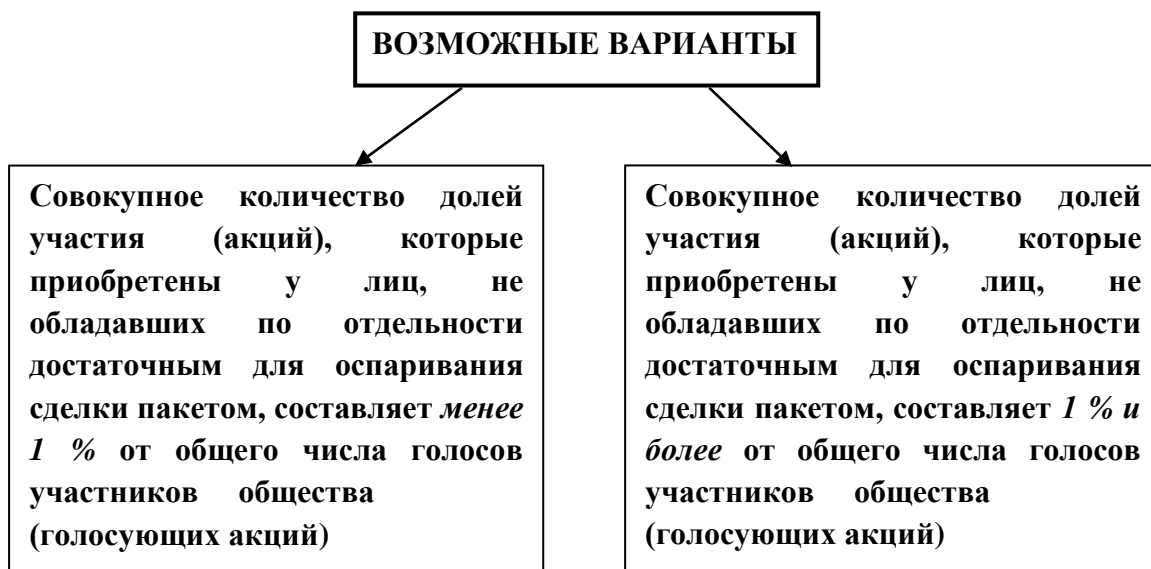 ВОЗМОЖНЫЕ ВАРИАНТЫ
Совокупное количество долей
участия (акций), которые
приобретены у лиц, не
обладавших по отдельности
достаточным для оспаривания
сделки пакетом, составляет менее
1 % от общего числа голосов
участников общества
(голосующих акций)
Совокупное количество долей
участия (акций), которые
приобретены у лиц, не
обладавших по отдельности
достаточным для оспаривания
сделки пакетом, составляет 1 % и
более от общего числа голосов
участников общества
(голосующих акций)